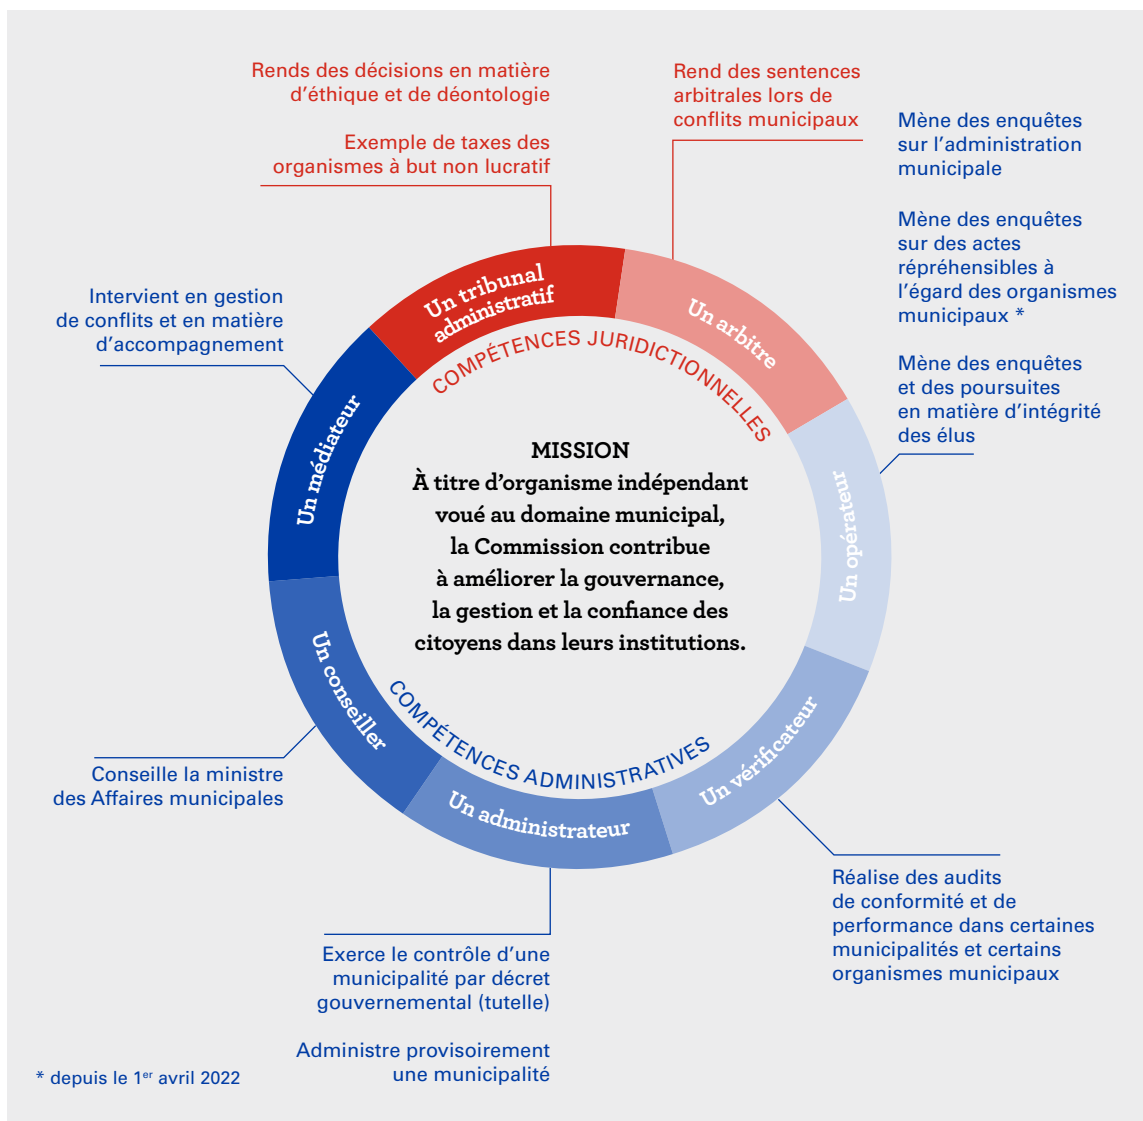 Rends des décisions en matière
d'éthique et de déontologie
Exemple de taxes des
organismes à but non lucratif
Rend des sentences
arbitrales lors de
conflits municipaux
Mène des enquêtes
sur l'administration
municipale
Mène des enquêtes
sur des actes
répréhensibles à
l'égard des organismes
municipaux *
Mène des enquêtes
et des poursuites
en matière d'intégrité
des élus
Intervient en gestion
de conflits et en matière
d'accompagnement
Un tribunal
administratif
Un arbitre
Un opérateur
Un vérificateur
Un administrateur
Un conseiller
Un médiateur
COMPÉTENCES JURIDICTIONNELLES
MISSION
À titre d'organisme indépendant
voué au domaine municipal,
la Commission contribue
à améliorer la gouvernance,
la gestion et la confiance des
citoyens dans leurs institutions.
COMPÉTENCES ADMINISTRATIVES
Conseille la ministre
des Affaires municipales
Réalise des audits
de conformité et de
performance dans certaines
municipalités et certains
organismes municipaux
Exerce le contrôle d'une
municipalité par décret
gouvernemental (tutelle)
Administre provisoirement
une municipalité
* depuis le 1er avril 2022